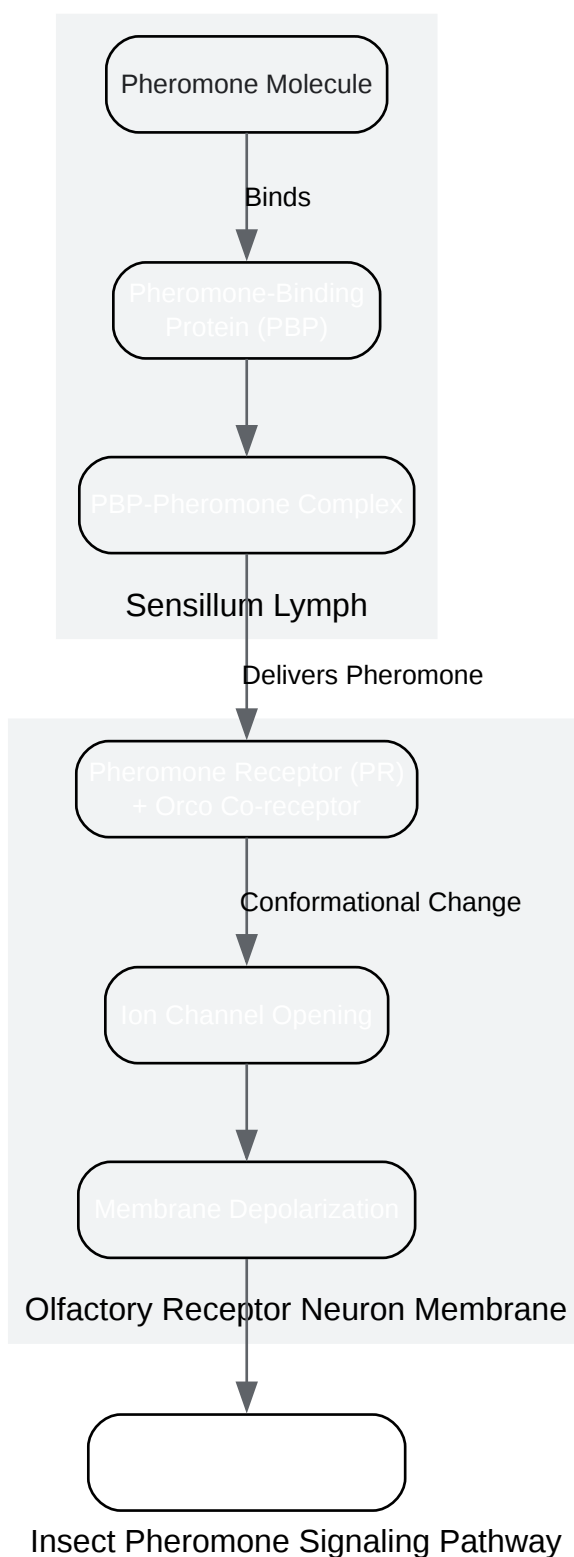 Pheromone Molecule
Binds
Pheromone-Binding
Protein (PBP)
PBP-Pheromone Complex
Sensillum Lymph
Delivers Pheromone
Pheromone Receptor (PR)
+ Orco Co-receptor
Conformational Change
Ion Channel Opening
Membrane Depolarization
Olfactory Receptor Neuron Membrane
Insect Pheromone Signaling Pathway